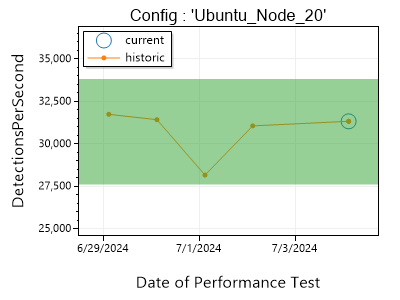 Config : 'Ubuntu_Node_20'
current
historic
DetectionsPerSecond
35,000
32,500
30,000
27,500
25,000
6/29/2024
7/1/2024
7/3/2024
Date of Performance Test